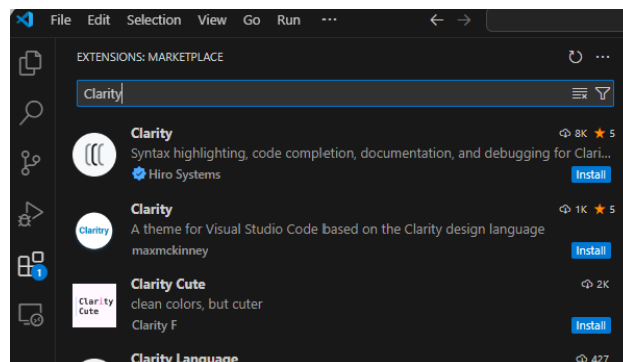 File Edit Selection View Go Run ···
EXTENSIONS: MARKETPLACE
Clarity
Clarity 8K ★ 5
Syntax highlighting, code completion, documentation, and debugging for Clari...
Hiro Systems Install
Clarity 1K ★ 5
Claritry
A theme for Visual Studio Code based on the Clarity design language
maxmckinney Install
Clarity Cute 2K
Clarity
Cute
clean colors, but cuter
Clarity F Install
1
Clarity Language 427